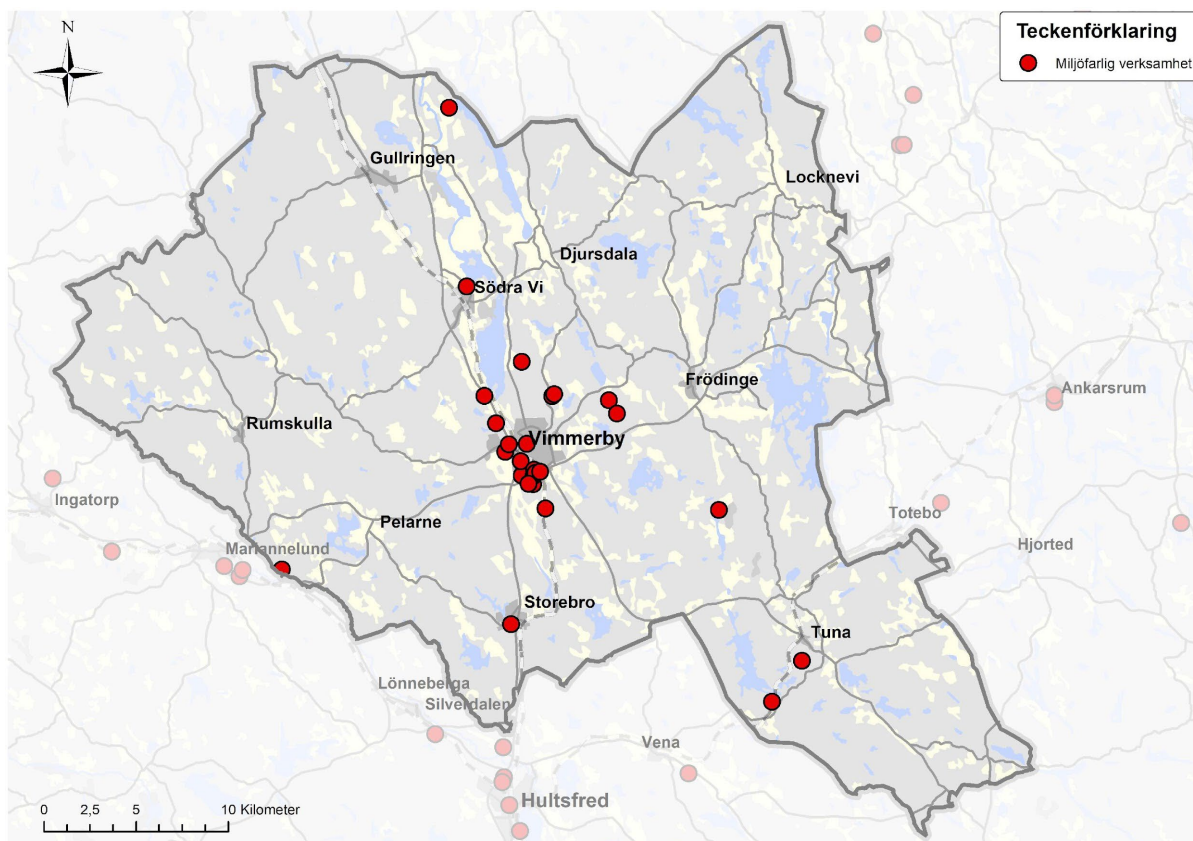 N
Teckenförklaring
Miljöfarlig verksamhet
Gullringen
Locknevi
Djursdala
Södra Vi
Frödinge
Ankarsrum
Rumskulla
Vimmerby
Ingatorp
Totebo
Pelarne
Hjorted
Mariannelund
Storebro
Tuna
Lönneberga
Silverdalen
Vena
Hultsfred
0 2,5 5 10 Kilometer